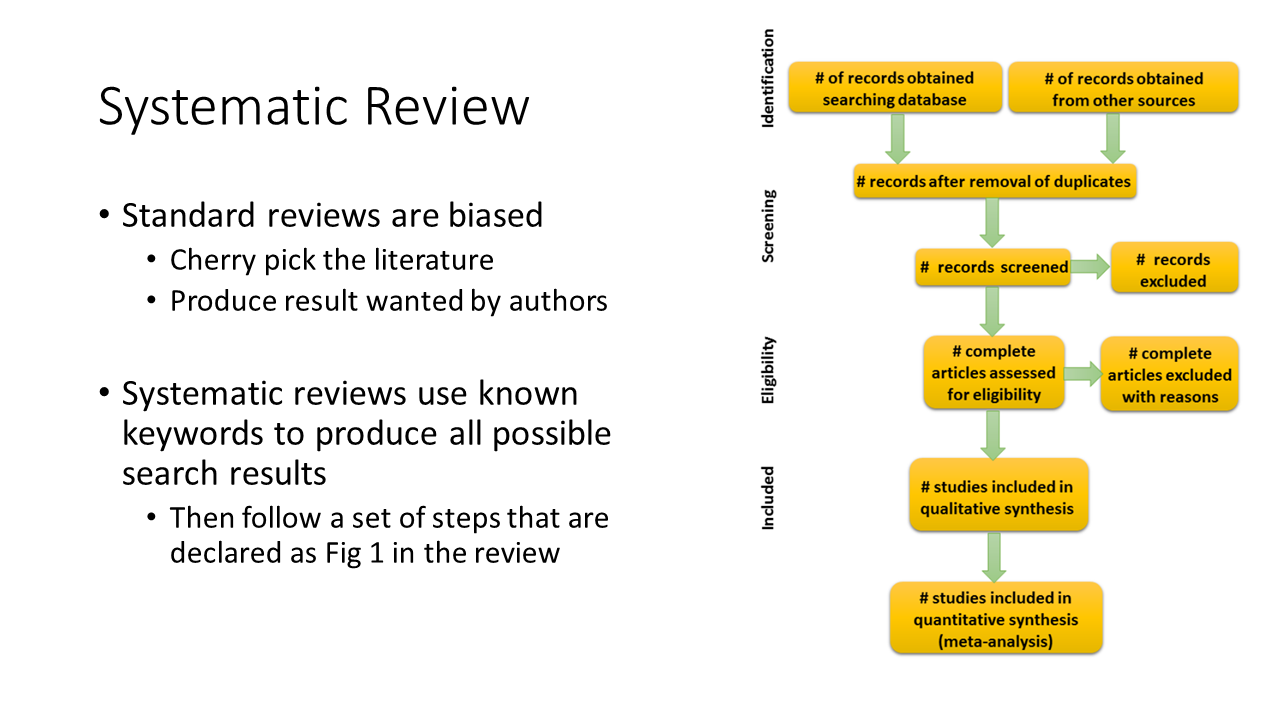 Systematic Review
• Standard reviews are biased
• Cherry pick the literature
• Produce result wanted by authors
• Systematic reviews use known
keywords to produce all possible
search results
• Then follow a set of steps that are
declared as Fig 1 in the review
Identification
# of records obtained
searching database
# of records obtained
from other sources
# records after removal of duplicates
Screening
# records screened
# records
excluded
Eligibility
# complete
articles assessed
for eligibility
# complete
articles excluded
with reasons
Included
# studies included in
qualitative synthesis
# studies included in
quantitative synthesis
(meta-analysis)